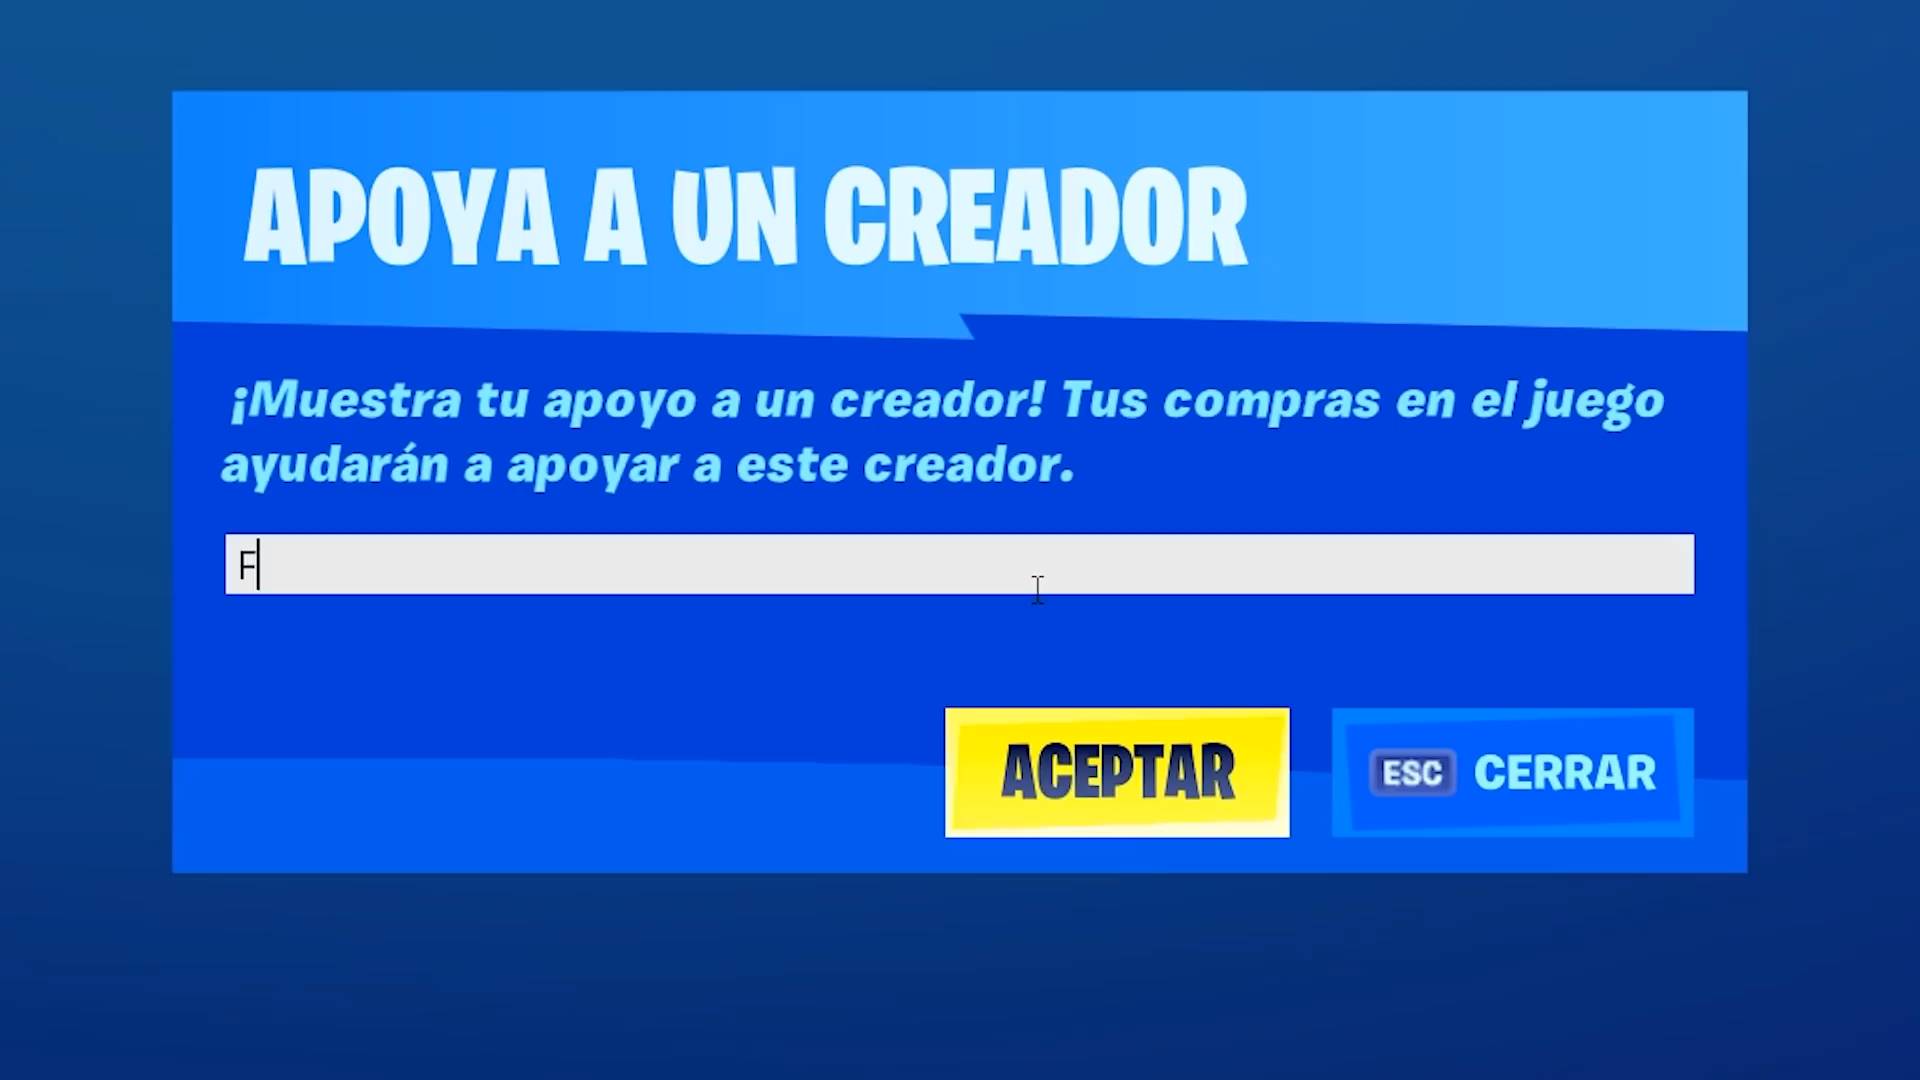 APOYA A UN CREADOR
¡Muestra tu apoyo a un creador! Tus compras en el juego
ayudarán a apoyar a este creador.
F
ACEPTAR
ESC CERRAR